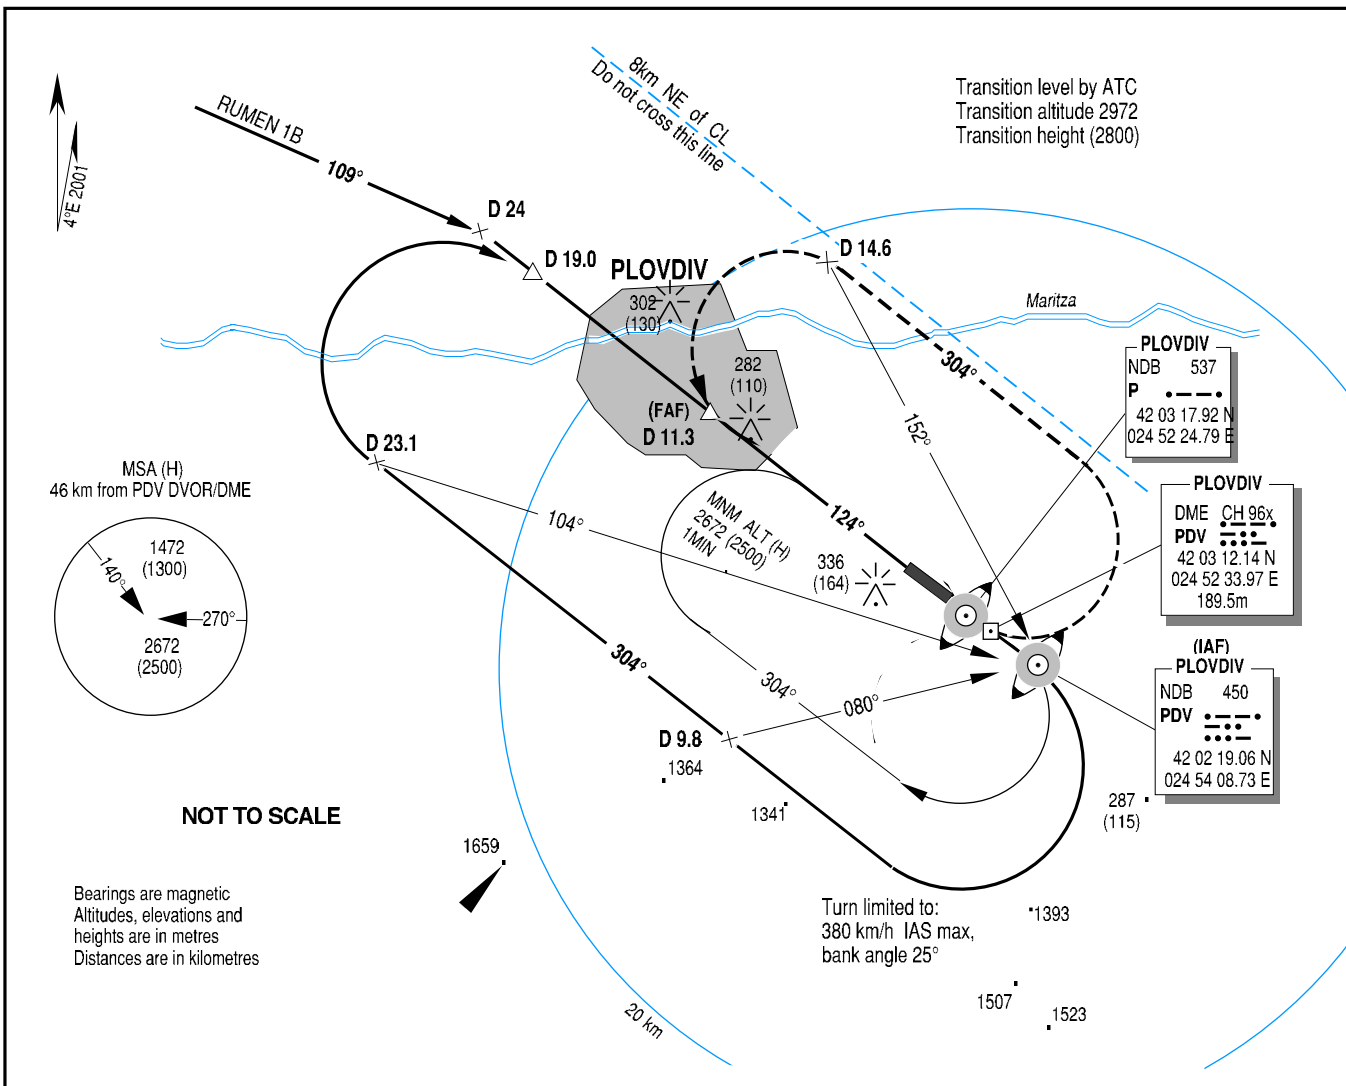 RUMEN 1B
109°
4°E 2001
8km NE of CL
Do not cross this line
Transition level by ATC
Transition altitude 2972
Transition height (2800)
D 24
D 19.0
D 14.6
PLOVDIV
302
(130)
Maritza
282
(110)
304°
(FAF)
D 11.3
152°
PLOVDIV
NDB 537
P
42 03 17.92 N
024 52 24.79 E
D 23.1
MSA (H)
46 km from PDV DVOR/DME
1472
(1300)
140°
270°
2672
(2500)
104°
MNM ALT (H)
2672 (2500)
1MIN
124°
336
(164)
PLOVDIV
DME CH 96x
PDV
42 03 12.14 N
024 52 33.97 E
189.5m
304°
304°
080°
(IAF)
PLOVDIV
NDB 450
PDV
42 02 19.06 N
024 54 08.73 E
D 9.8
1364
1341
287
(115)
NOT TO SCALE
1659
Bearings are magnetic
Altitudes, elevations and
heights are in metres
Distances are in kilometres
Turn limited to:
380 km/h IAS max,
bank angle 25°
1393
1507
1523
20 km